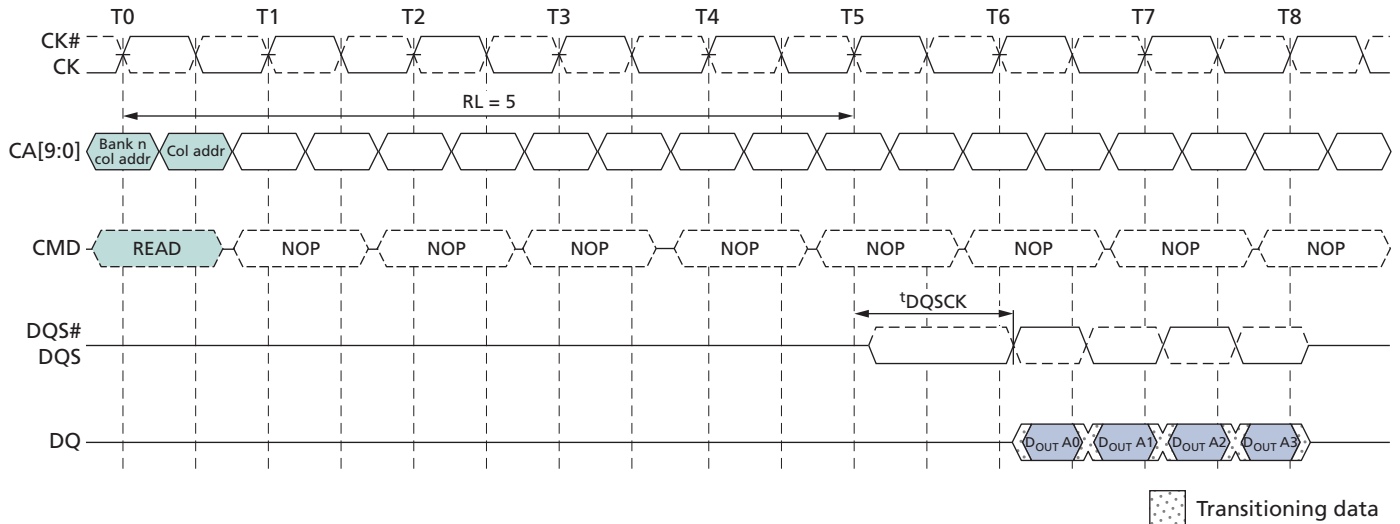 T0 T1 T2 T3 T4 T5 T6 T7 T8
CK#
CK
RL = 5
CA[9:0] Bank n col addr Col addr
CMD READ NOP NOP NOP NOP NOP NOP NOP NOP
tDQSCK
DQS#
DQS
DQ DOUT A0 DOUT A1 DOUT A2 DOUT A3
Transitioning data